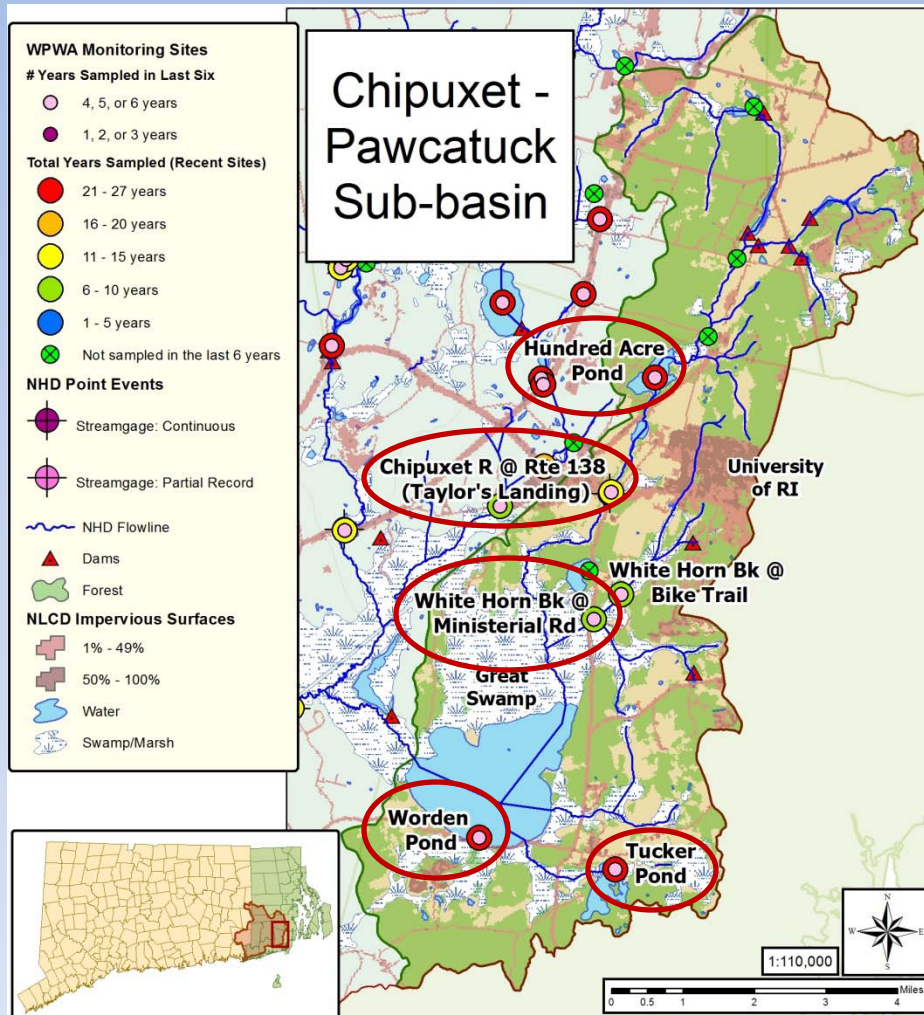 WPWA Monitoring Sites
# Years Sampled in Last Six
4, 5, or 6 years
1, 2, or 3 years
Total Years Sampled (Recent Sites)
21 - 27 years
16 - 20 years
11 - 15 years
6 - 10 years
1 - 5 years
Not sampled in the last 6 years
NHD Point Events
Streamgage: Continuous
Streamgage: Partial Record
NHD Flowline
Dams
Forest
NLCD Impervious Surfaces
1% - 49%
50% - 100%
Water
Swamp/Marsh
Chipuxet -
Pawcatuck
Sub-basin
Hundred Acre
Pond
Chipuxet R @ Rte 138
(Taylor's Landing)
University
of RI
White Horn Bk @
Bike Trail
White Horn Bk @
Ministerial Rd
Great
Swamp
Worden
Pond
Tucker
Pond
N
W E
S
1:110,000
Miles
0 0.5 1 2 3 4